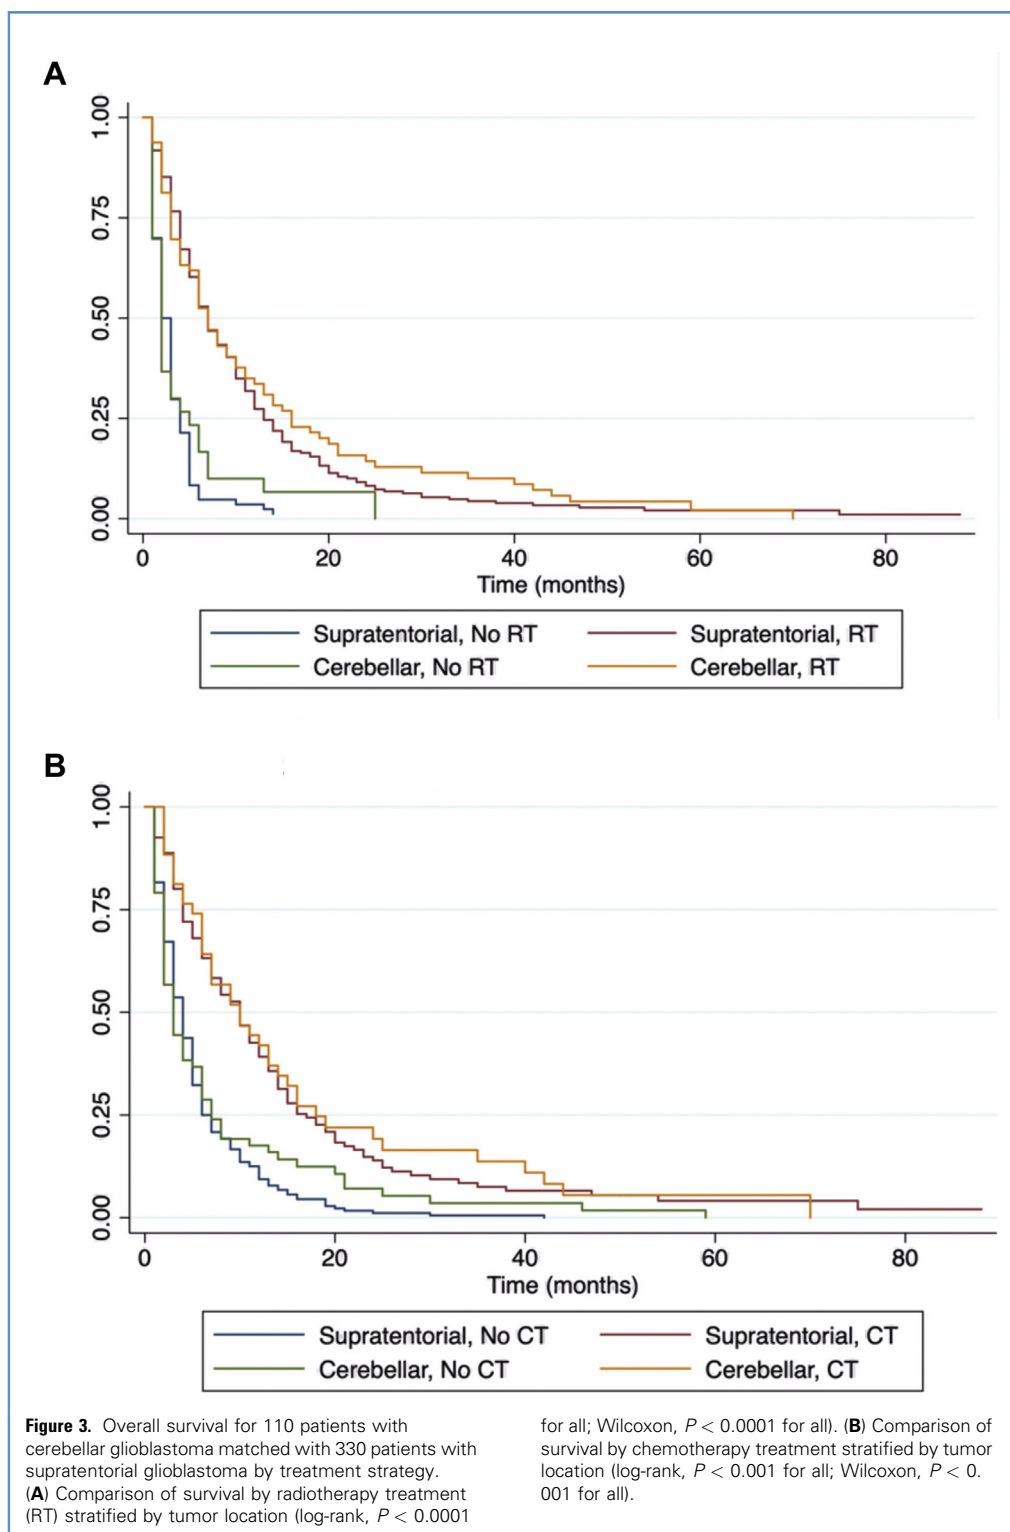 A
1.00
0.75
0.50
0.25
0.00
0 20 40 60 80
Time (months)
Supratentorial, No RT Supratentorial, RT
Cerebellar, No RT Cerebellar, RT
B
1.00
0.75
0.50
0.25
0.00
0 20 40 60 80
Time (months)
Supratentorial, No CT Supratentorial, CT
Cerebellar, No CT Cerebellar, CT
Figure 3. Overall survival for 110 patients with
cerebellar glioblastoma matched with 330 patients with
supratentorial glioblastoma by treatment strategy.
(A) Comparison of survival by radiotherapy treatment
(RT) stratified by tumor location (log-rank, P < 0.0001
for all; Wilcoxon, P < 0.0001 for all). (B) Comparison of
survival by chemotherapy treatment stratified by tumor
location (log-rank, P < 0.001 for all; Wilcoxon, P < 0.
001 for all).